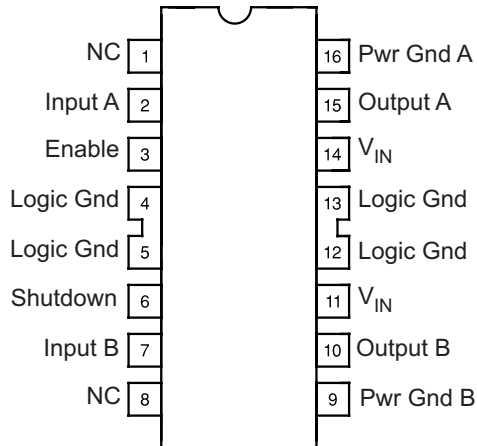 NC 1 16 Pwr Gnd A
Input A 2 15 Output A
Enable 3 14 V_IN
Logic Gnd 4 13 Logic Gnd
Logic Gnd 5 12 Logic Gnd
Shutdown 6 11 V_IN
Input B 7 10 Output B
NC 8 9 Pwr Gnd B